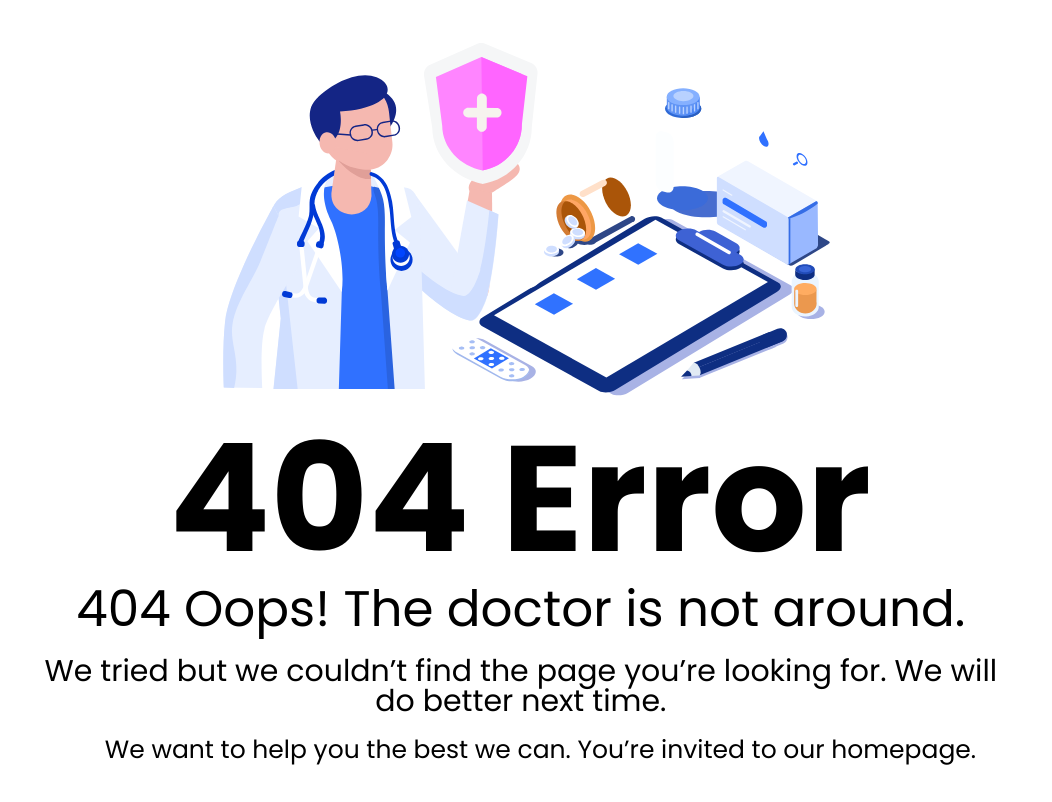 404 Error
404 Oops! The doctor is not around.
We tried but we couldn’t find the page you’re looking for. We will
do better next time.
We want to help you the best we can. You’re invited to our homepage.